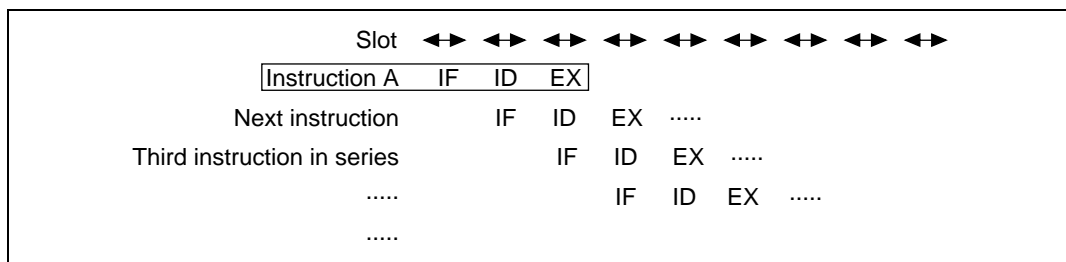 Slot
Instruction A IF ID EX
Next instruction IF ID EX .....
Third instruction in series IF ID EX .....
..... IF ID EX .....
.....